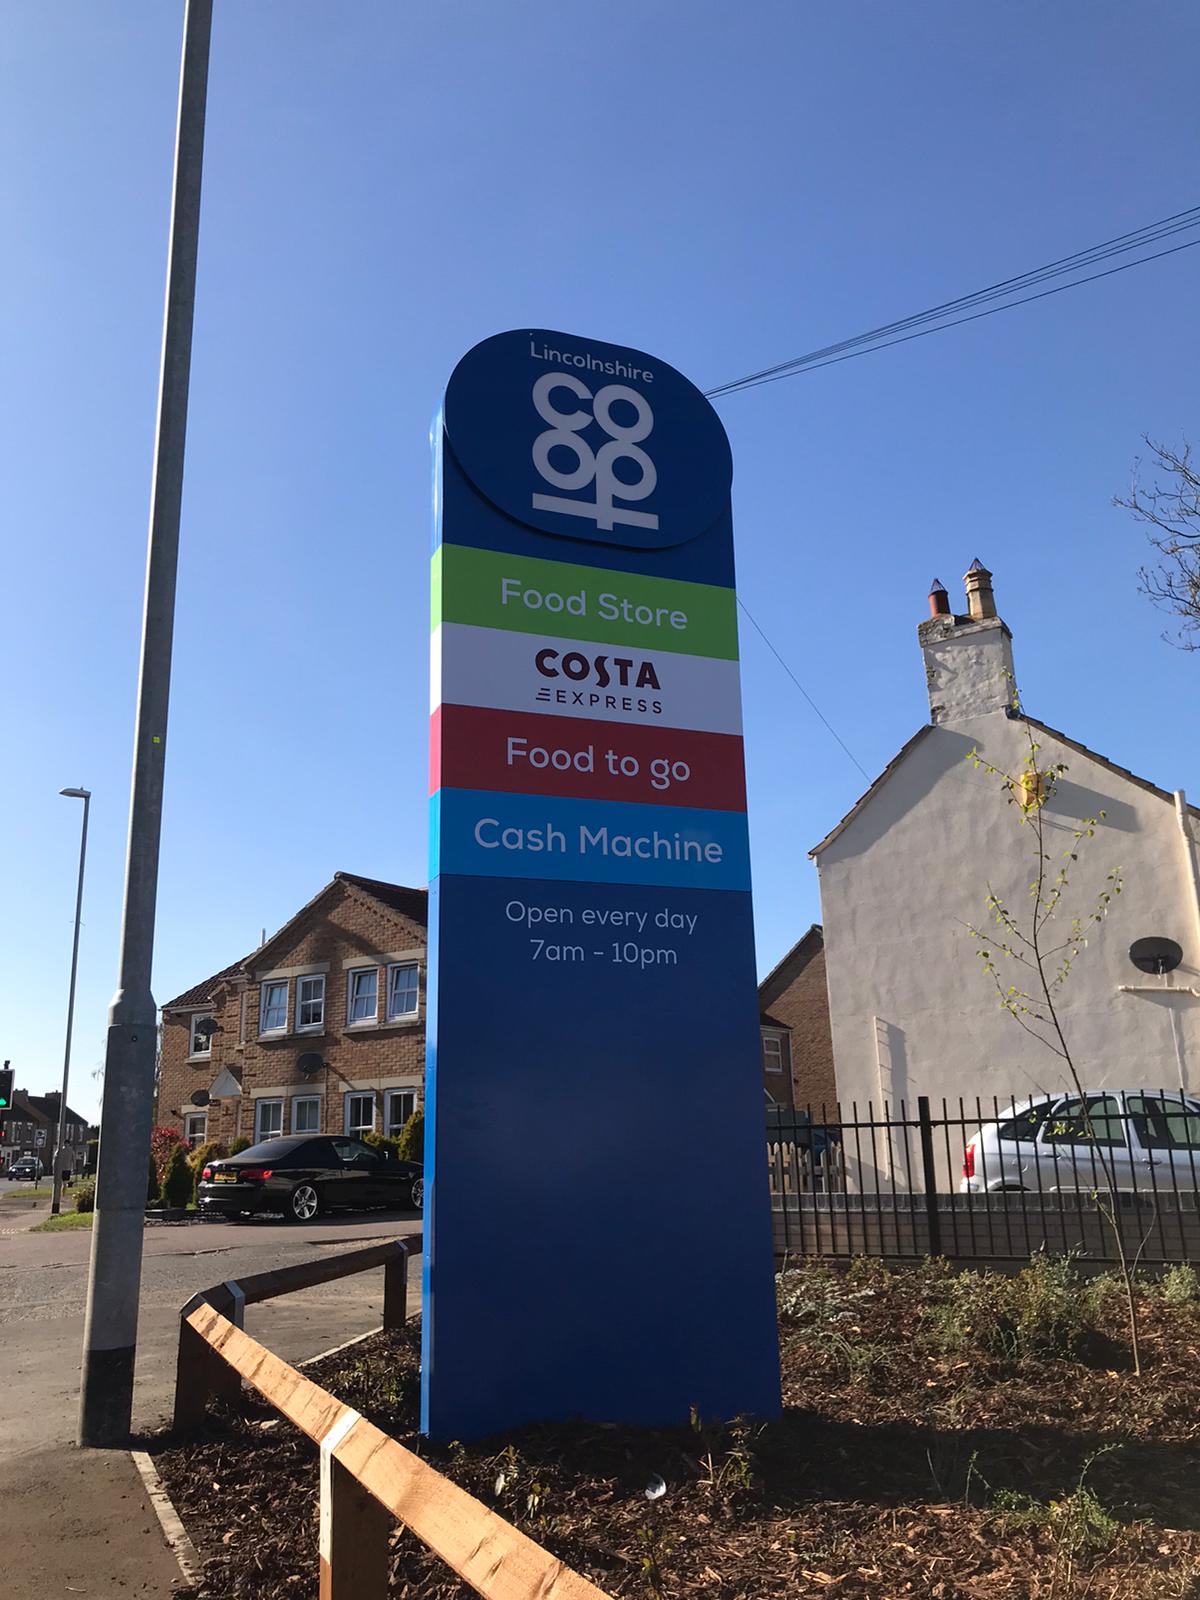 Lincolnshire
co
op
Food Store
COSTA
EXPRESS
Food to go
Cash Machine
Open every day
7am - 10pm